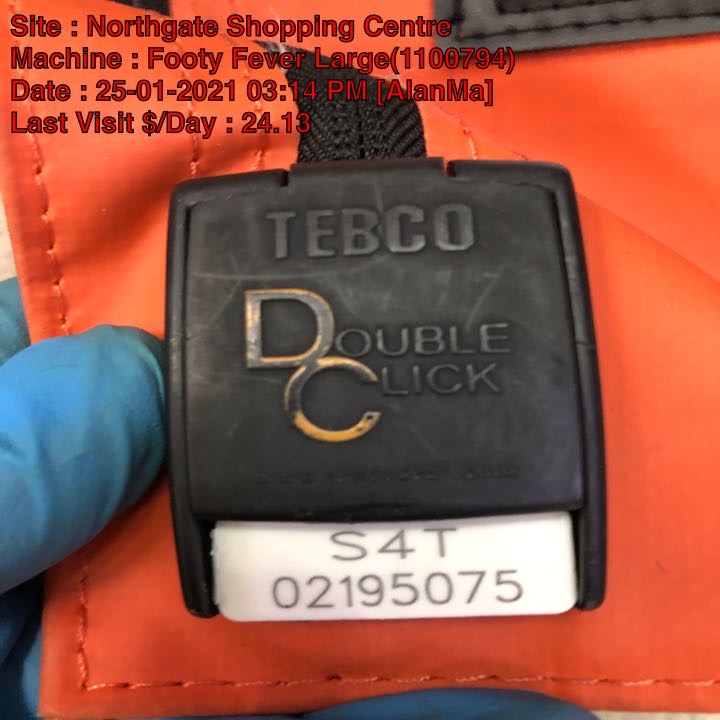 Site : Northgate Shopping Centre
Machine : Footy Fever Large(1100794)
Date : 25-01-2021 03:14 PM [AlanMa]
Last Visit $/Day : 24.13
TEBCO
DOUBLE
CLICK
S4T
02195075